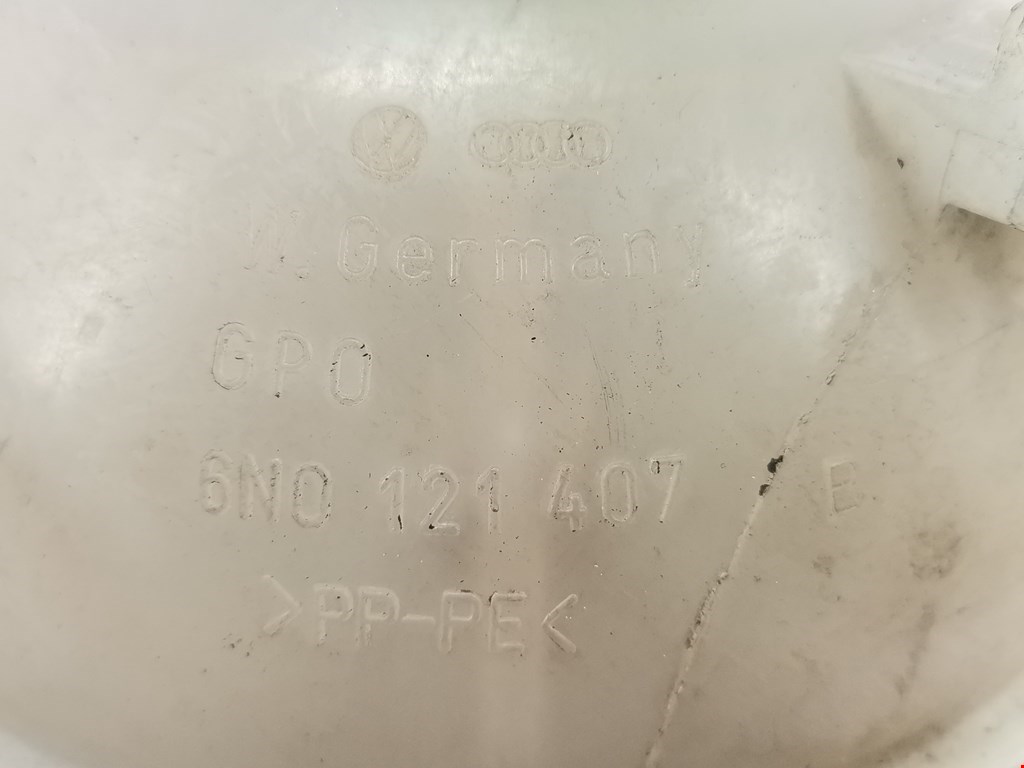 W. Germany
GPO
6N0 121 407 E
>PP-PE<